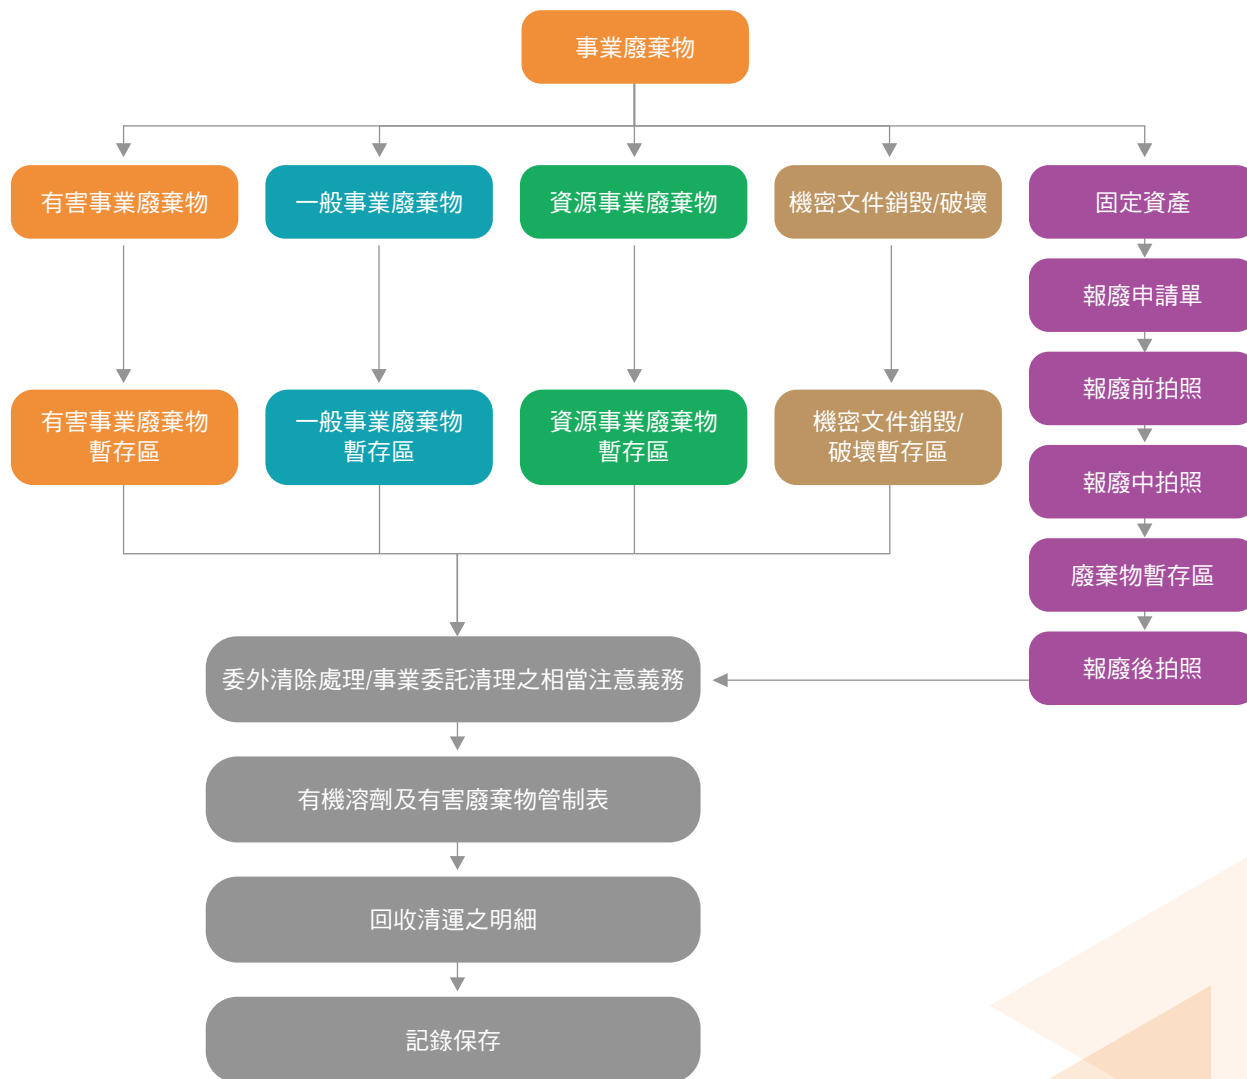 事業廢棄物
有害事業廢棄物
一般事業廢棄物
資源事業廢棄物
機密文件銷毀/破壞
固定資產
報廢申請單
報廢前拍照
有害事業廢棄物
暫存區
一般事業廢棄物
暫存區
資源事業廢棄物
暫存區
機密文件銷毀/
破壞暫存區
報廢中拍照
廢棄物暫存區
報廢後拍照
委外清除處理/事業委託清理之相當注意義務
有機溶劑及有害廢棄物管制表
回收清運之明細
記錄保存